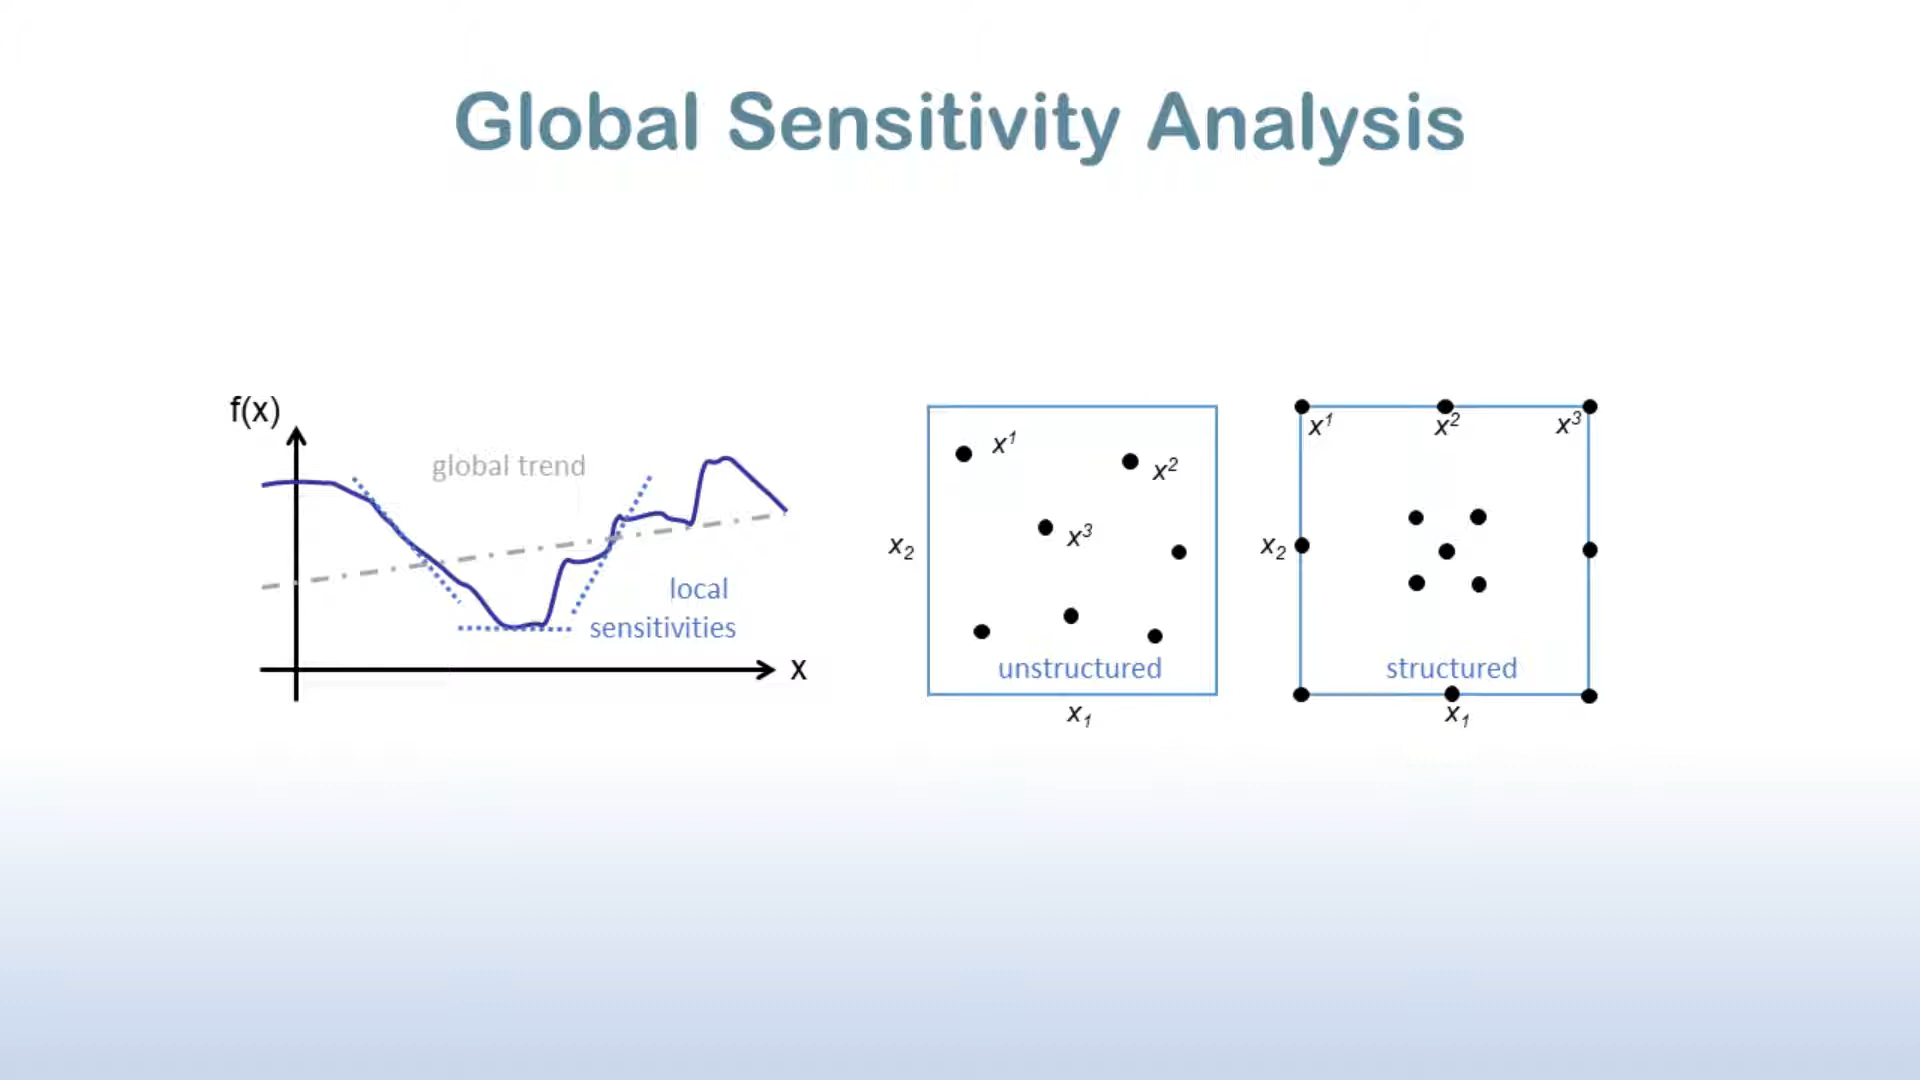 Global Sensitivity Analysis
f(x)
global trend
local
sensitivities
x
x¹
x²
x³
x₂
unstructured
x₁
x¹
x²
x³
x₂
structured
x₁